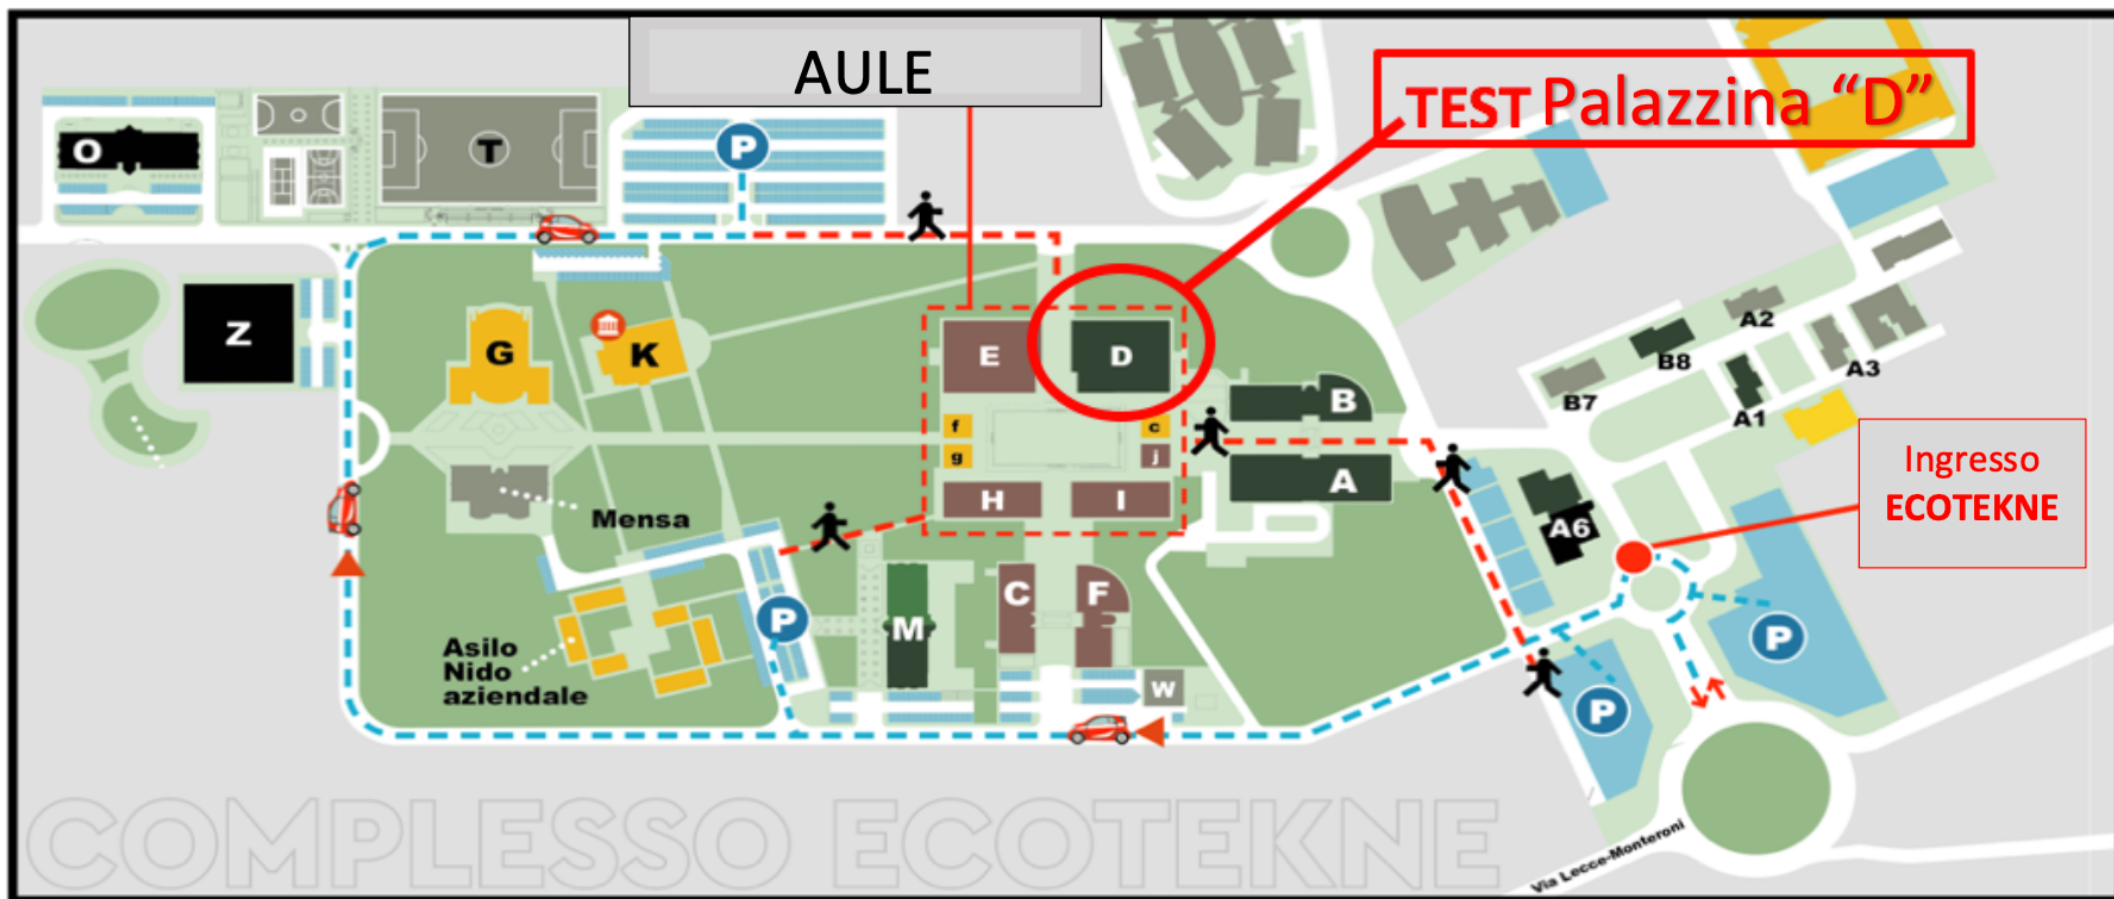 AULE
TEST Palazzina “D”
O
T
P
Z
G
K
E
D
B
A2
B8
A3
B7
A1
f
c
g
j
A
H
I
Mensa
Ingresso
ECOTEKNE
A6
C
F
M
P
P
Asilo
Nido
aziendale
W
P
COMPLESSO ECOTEKNE
Via Lecce-Monteroni